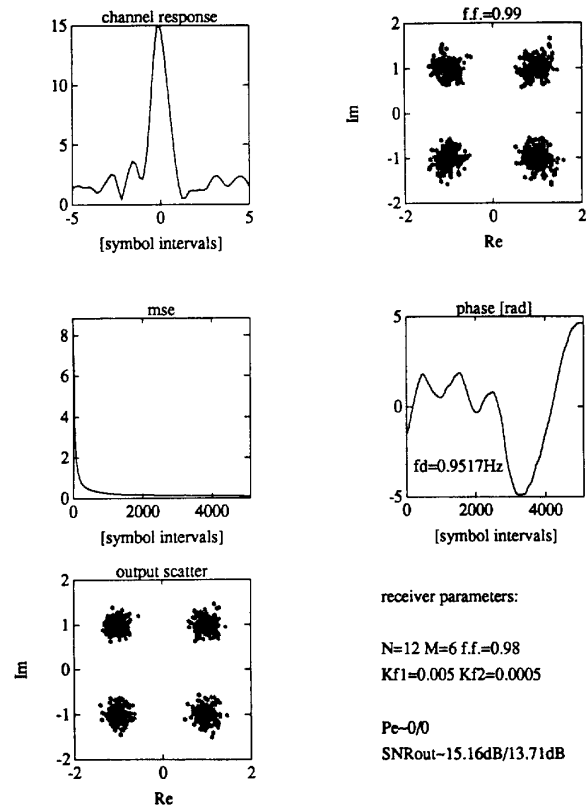 channel response
15
10
5
0
-5
0
5
[symbol intervals]
f.f.=0.99
2
1
0
-1
-2
Im
-2
0
2
Re
mse
8
6
4
2
0
0
2000
4000
[symbol intervals]
phase [rad]
5
0
-5
fd=0.9517Hz
0
2000
4000
[symbol intervals]
output scatter
2
1
0
-1
-2
Im
-2
0
2
Re
receiver parameters:
N=12 M=6 f.f.=0.98
Kf1=0.005 Kf2=0.0005
Pe~0/0
SNRout~15.16dB/13.71dB